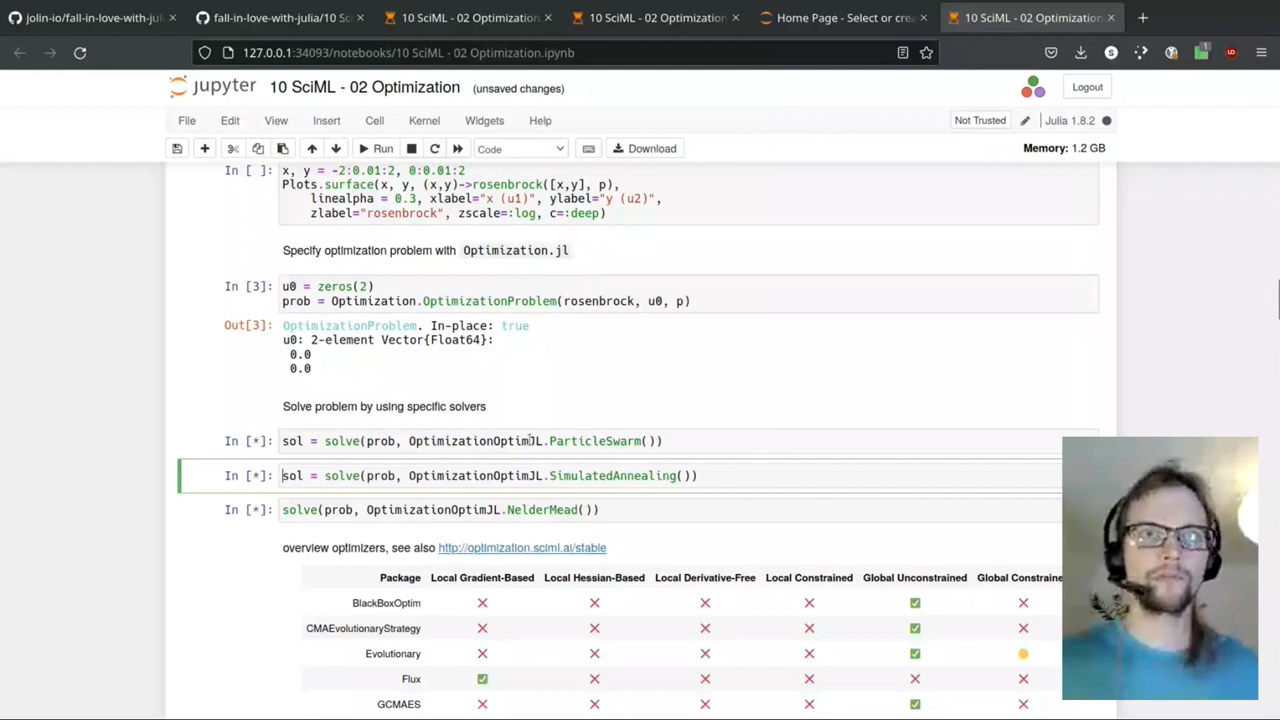 jolin-io/fall-in-love-with-juli
fall-in-love-with-julia/10 S
10 SciML - 02 Optimization
10 SciML - 02 Optimization
Home Page - Select or cre
10 SciML - 02 Optimization
127.0.0.1:34093/notebooks/10 SciML - 02 Optimization.ipynb
jupyter 10 SciML - 02 Optimization (unsaved changes) Logout
File Edit View Insert Cell Kernel Widgets Help Not Trusted Julia 1.8.2
Run Code Download Memory: 1.2 GB
In [ ]: x, y = -2:0.01:2, 0:0.01:2
Plots.surface(x, y, (x,y)->rosenbrock([x,y], p),
linealpha = 0.3, xlabel="x (u1)", ylabel="y (u2)",
zlabel="rosenbrock", zscale=:log, c=:deep)
Specify optimization problem with Optimization.jl
In [3]: u0 = zeros(2)
prob = Optimization.OptimizationProblem(rosenbrock, u0, p)
Out[3]: OptimizationProblem. In-place: true
u0: 2-element Vector{Float64}:
0.0
0.0
Solve problem by using specific solvers
In [*]: sol = solve(prob, OptimizationOptimJL.ParticleSwarm())
In [*]: sol = solve(prob, OptimizationOptimJL.SimulatedAnnealing())
In [*]: solve(prob, OptimizationOptimJL.NelderMead())
overview optimizers, see also http://optimization.sciml.ai/stable
Package Local Gradient-Based Local Hessian-Based Local Derivative-Free Local Constrained Global Unconstrained Global Constraine
BlackBoxOptim
CMAEvolutionaryStrategy
Evolutionary
Flux
GCMAES